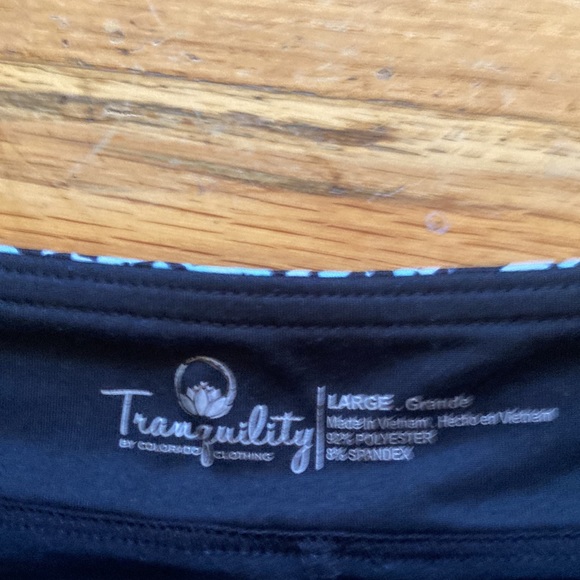 Tranquility
BY COLORADO CLOTHING
LARGE . Grande
Made in Vietnam. Hecho en Vietnam
92% POLYESTER
8% SPANDEX